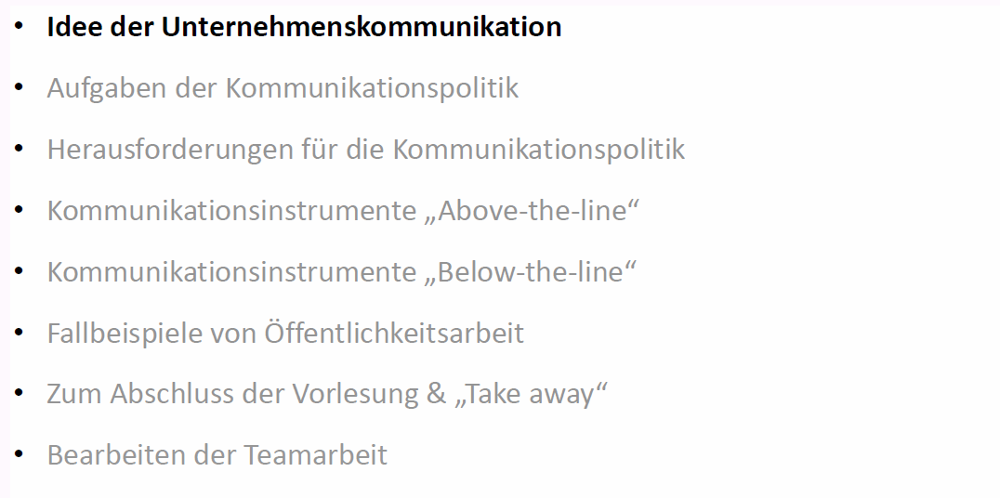 • Idee der Unternehmenskommunikation
• Aufgaben der Kommunikationspolitik
• Herausforderungen für die Kommunikationspolitik
• Kommunikationsinstrumente „Above-the-line“
• Kommunikationsinstrumente „Below-the-line“
• Fallbeispiele von Öffentlichkeitsarbeit
• Zum Abschluss der Vorlesung & „Take away“
• Bearbeiten der Teamarbeit